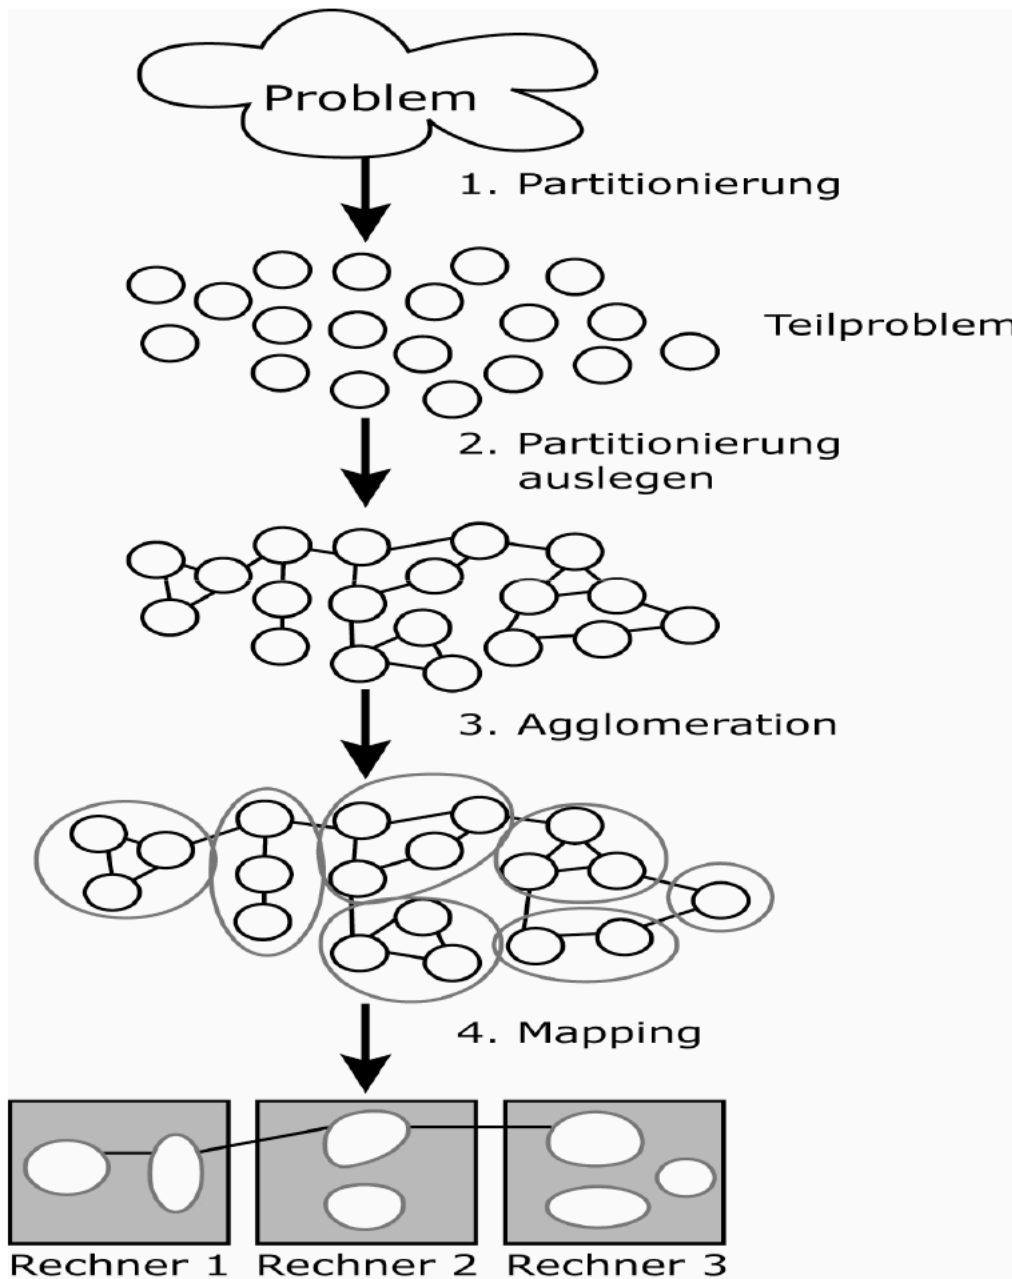 Problem
1. Partitionierung
Teilproblem
2. Partitionierung
auslegen
3. Agglomeration
4. Mapping
Rechner 1
Rechner 2
Rechner 3